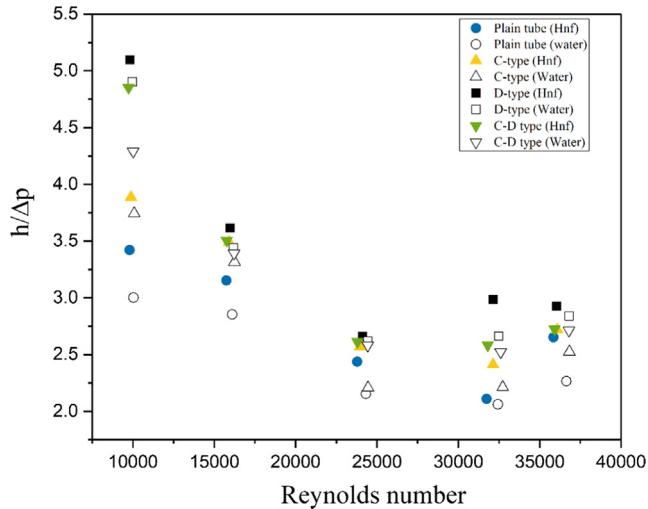 5.5
5.0
4.5
4.0
3.5
3.0
2.5
2.0
h/Δp
Plain tube (Hnf)
Plain tube (water)
C-type (Hnf)
C-type (Water)
D-type (Hnf)
D-type (Water)
C-D type (Hnf)
C-D type (Water)
10000 15000 20000 25000 30000 35000 40000
Reynolds number